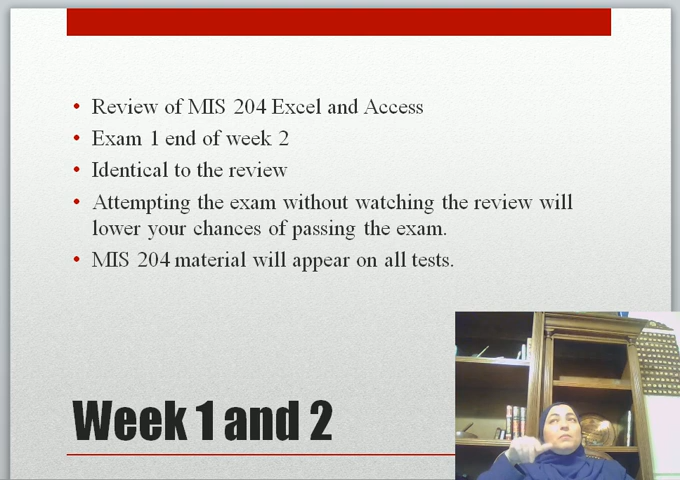 Review of MIS 204 Excel and Access
Exam 1 end of week 2
Identical to the review
Attempting the exam without watching the review will
lower your chances of passing the exam.
MIS 204 material will appear on all tests.
Week 1 and 2